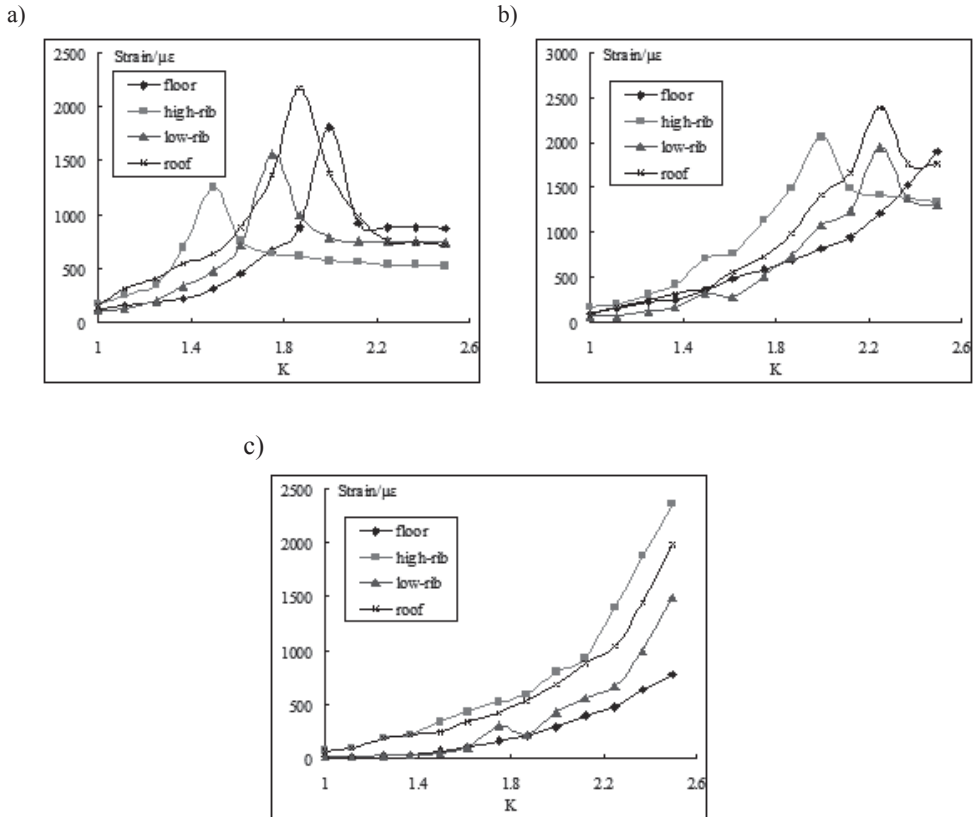 a)
Strain/με
2500
2000
1500
1000
500
0
floor
high-rib
low-rib
roof
1 1.4 1.8 2.2 2.6
K
b)
Strain/με
3000
2500
2000
1500
1000
500
0
floor
high-rib
low-rib
roof
1 1.4 1.8 2.2 2.6
K
c)
Strain/με
2500
2000
1500
1000
500
0
floor
high-rib
low-rib
roof
1 1.4 1.8 2.2 2.6
K